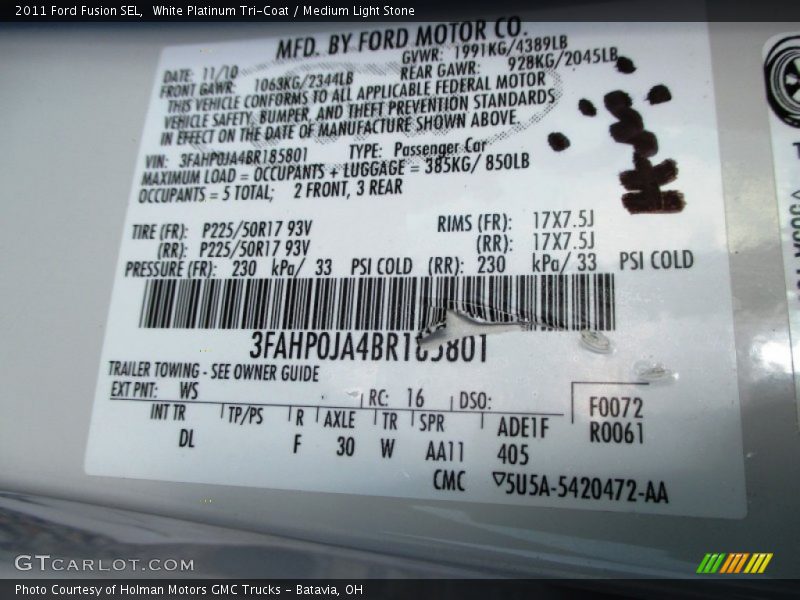 2011 Ford Fusion SEL,  White Platinum Tri-Coat / Medium Light Stone
MFD. BY FORD MOTOR CO.
DATE: 11/10 GVWR: 1991KG/4389LB
FRONT GAWR: 1063KG/2344LB REAR GAWR: 928KG/2045LB
THIS VEHICLE CONFORMS TO ALL APPLICABLE FEDERAL MOTOR
VEHICLE SAFETY, BUMPER, AND THEFT PREVENTION STANDARDS
IN EFFECT ON THE DATE OF MANUFACTURE SHOWN ABOVE.
VIN: 3FAHP0JA4BR185801 TYPE: Passenger Car
MAXIMUM LOAD = OCCUPANTS + LUGGAGE = 385KG/ 850LB
OCCUPANTS = 5 TOTAL; 2 FRONT, 3 REAR
TIRE (FR): P225/50R17 93V RIMS (FR): 17X7.5J
(RR): P225/50R17 93V (RR): 17X7.5J
PRESSURE (FR): 230 kPa/ 33 PSI COLD (RR): 230 kPa/ 33 PSI COLD
3FAHP0JA4BR185801
TRAILER TOWING - SEE OWNER GUIDE
EXT PNT: WS RC: 16 DSO: F0072
INT TR TP/PS R AXLE TR SPR ADE1F R0061
DL F 30 W AA11 405
CMC ▽5U5A-5420472-AA
GTCARLOT.COM
Photo Courtesy of Holman Motors GMC Trucks - Batavia, OH